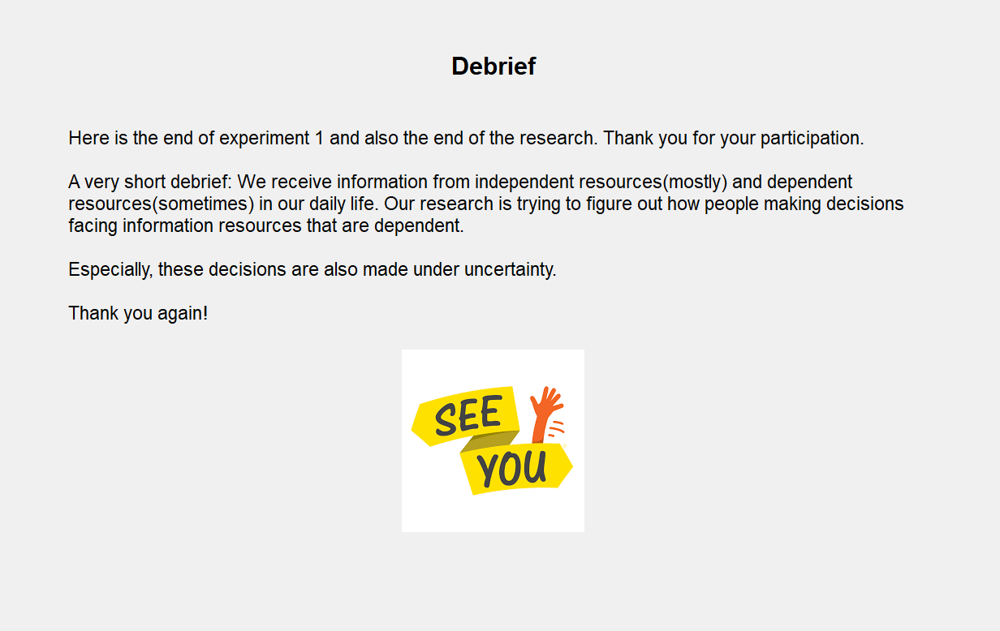 Debrief
Here is the end of experiment 1 and also the end of the research. Thank you for your participation.
A very short debrief: We receive information from independent resources(mostly) and dependent
resources(sometimes) in our daily life. Our research is trying to figure out how people making decisions
facing information resources that are dependent.
Especially, these decisions are also made under uncertainty.
Thank you again!
SEE
YOU